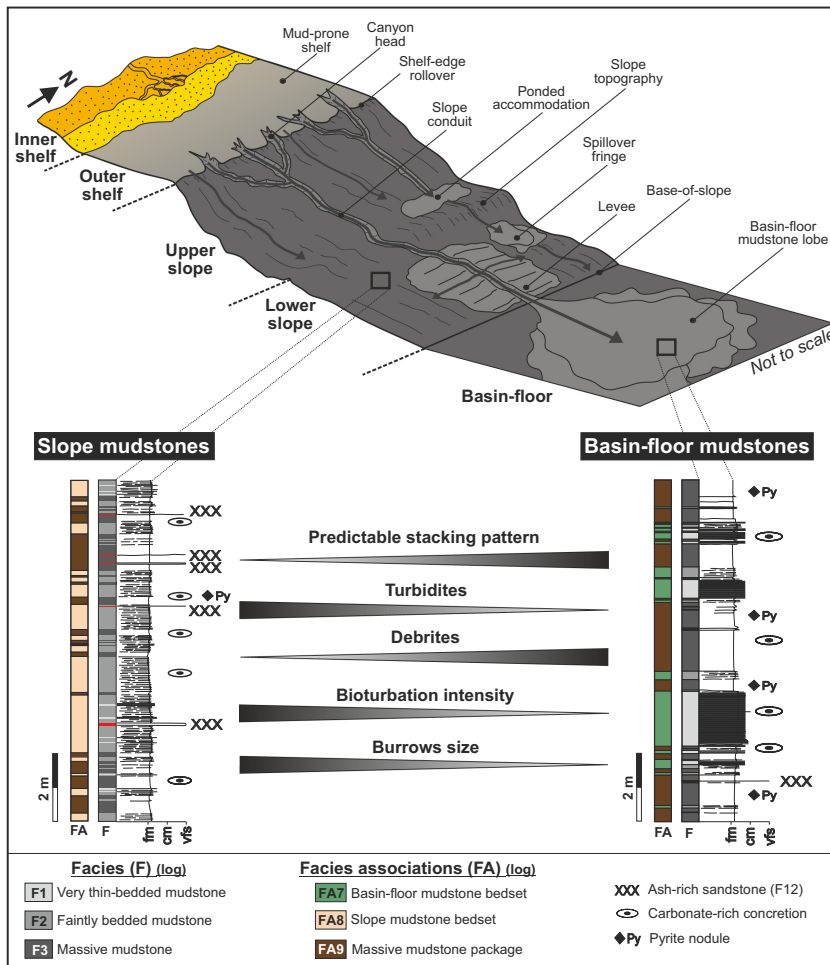 Mud-prone
shelf
Canyon
head
Shelf-edge
rollover
Slope
conduit
Ponded
accommodation
Slope
topography
Spillover
fringe
Levee
Base-of-slope
Basin-floor
mudstone lobe
N
Inner
shelf
Outer
shelf
Upper
slope
Lower
slope
Basin-floor
Not to scale
Slope mudstones
Basin-floor mudstones
XXX
XXX
XXX
Py
XXX
XXX
2 m
FA
F
fm
cm
vfs
Predictable stacking pattern
Turbidites
Debrites
Bioturbation intensity
Burrows size
Py
Py
Py
XXX
Py
2 m
FA
F
fm
cm
vfs
Facies (F) (log)
F1 Very thin-bedded mudstone
F2 Faintly bedded mudstone
F3 Massive mudstone
Facies associations (FA) (log)
FA7 Basin-floor mudstone bedset
FA8 Slope mudstone bedset
FA9 Massive mudstone package
XXX Ash-rich sandstone (F12)
Carbonate-rich concretion
Py Pyrite nodule